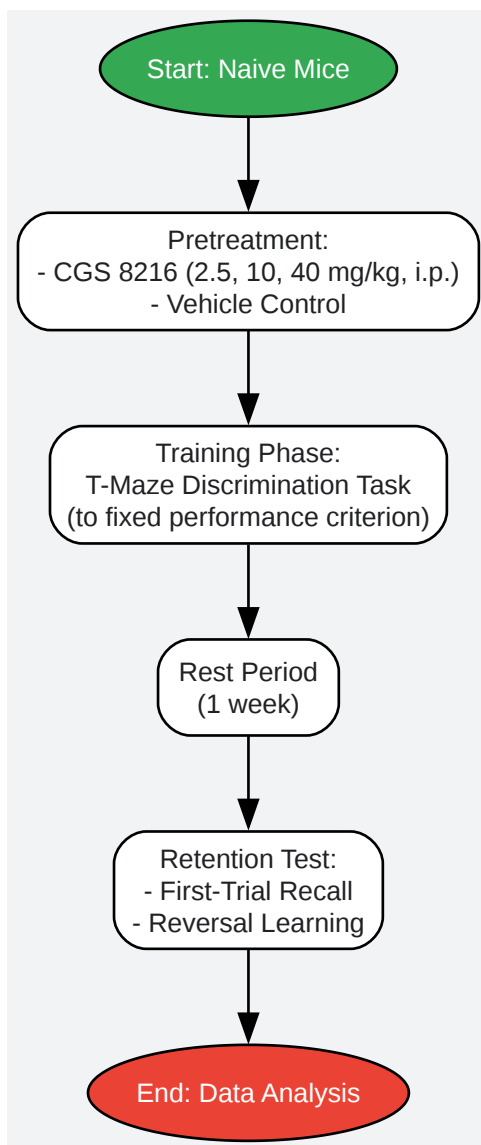 Start: Naive Mice
Pretreatment:
- CGS 8216 (2.5, 10, 40 mg/kg, i.p.)
- Vehicle Control
Training Phase:
T-Maze Discrimination Task
(to fixed performance criterion)
Rest Period
(1 week)
Retention Test:
- First-Trial Recall
- Reversal Learning
End: Data Analysis